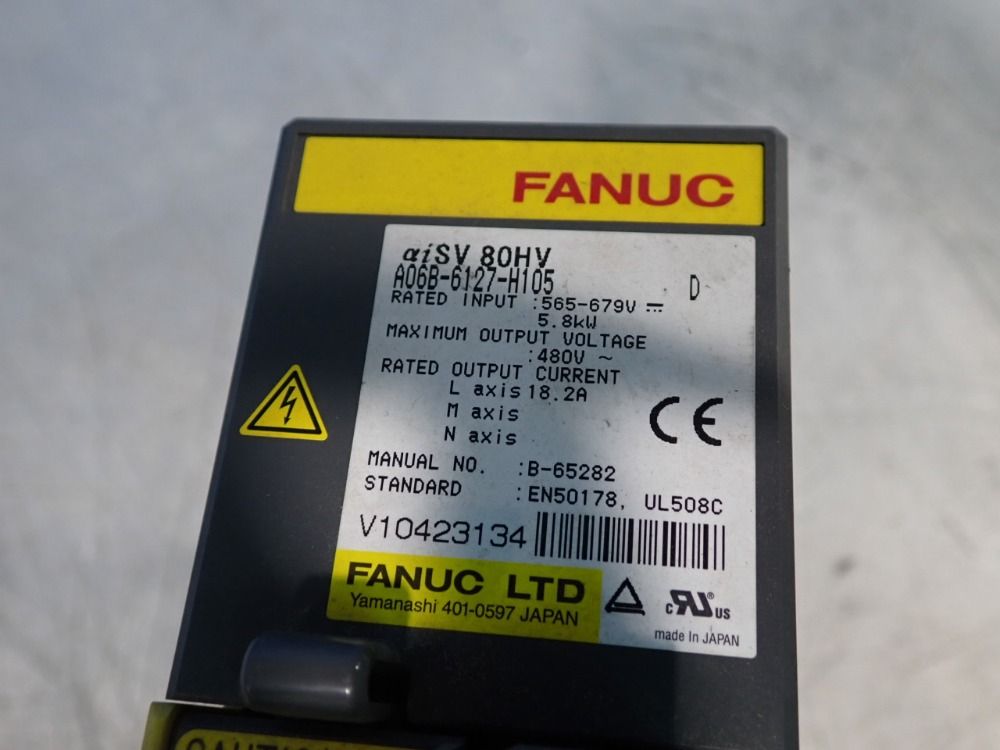 FANUC
αiSV 80HV
A06B-6127-H105 D
RATED INPUT :565-679V ⎓
5.8kW
MAXIMUM OUTPUT VOLTAGE
:480V ~
RATED OUTPUT CURRENT
L axis 18.2A
M axis
N axis
CE
MANUAL NO. :B-65282
STANDARD :EN50178, UL508C
V10423134
FANUC LTD
Yamanashi 401-0597 JAPAN
c RU us
made in JAPAN